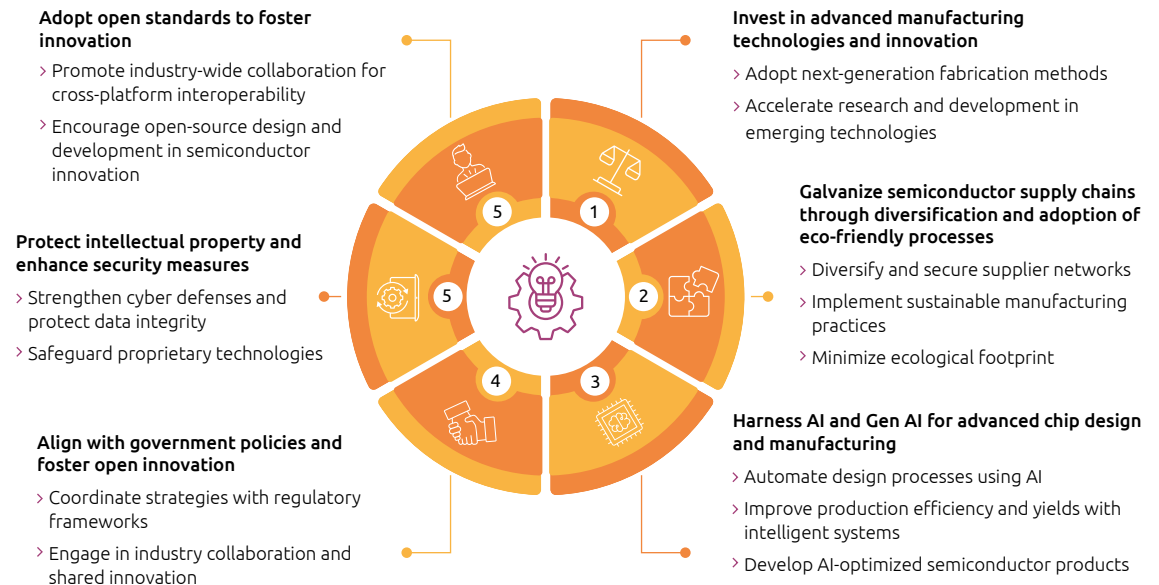 Adopt open standards to foster
innovation
› Promote industry-wide collaboration for
cross-platform interoperability
› Encourage open-source design and
development in semiconductor
innovation
Protect intellectual property and
enhance security measures
› Strengthen cyber defenses and
protect data integrity
› Safeguard proprietary technologies
Align with government policies and
foster open innovation
› Coordinate strategies with regulatory
frameworks
› Engage in industry collaboration and
shared innovation
5
1
5
2
4
3
Invest in advanced manufacturing
technologies and innovation
› Adopt next-generation fabrication methods
› Accelerate research and development in
emerging technologies
Galvanize semiconductor supply chains
through diversification and adoption of
eco-friendly processes
› Diversify and secure supplier networks
› Implement sustainable manufacturing
practices
› Minimize ecological footprint
Harness AI and Gen AI for advanced chip design
and manufacturing
› Automate design processes using AI
› Improve production efficiency and yields with
intelligent systems
› Develop AI-optimized semiconductor products